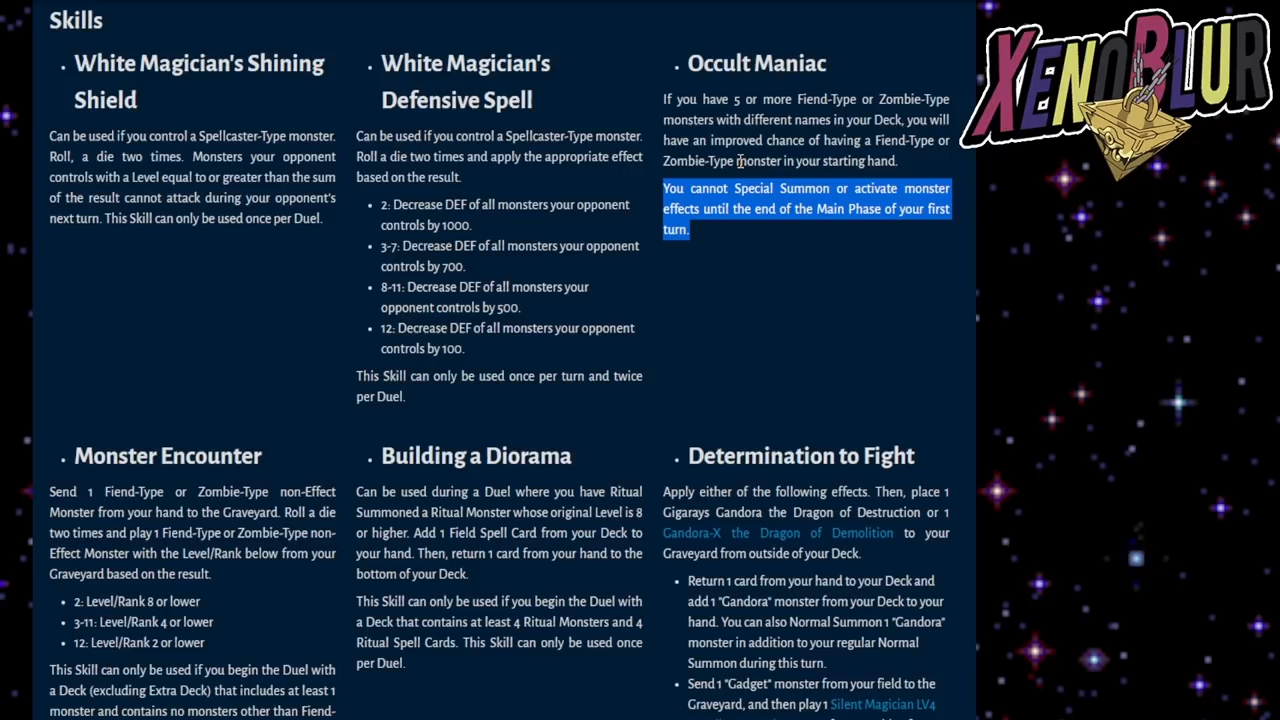 Skills
White Magician's Shining
Shield
Can be used if you control a Spellcaster-Type monster.
Roll, a die two times. Monsters your opponent
controls with a Level equal to or greater than the sum
of the result cannot attack during your opponent's
next turn. This Skill can only be used once per Duel.
White Magician's
Defensive Spell
Can be used if you control a Spellcaster-Type monster.
Roll a die two times and apply the appropriate effect
based on the result.
2: Decrease DEF of all monsters your opponent
controls by 1000.
3-7: Decrease DEF of all monsters your opponent
controls by 700.
8-11: Decrease DEF of all monsters your
opponent controls by 500.
12: Decrease DEF of all monsters your opponent
controls by 100.
This Skill can only be used once per turn and twice
per Duel.
Occult Maniac
If you have 5 or more Fiend-Type or Zombie-Type
monsters with different names in your Deck, you will
have an improved chance of having a Fiend-Type or
Zombie-Type monster in your starting hand.
You cannot Special Summon or activate monster
effects until the end of the Main Phase of your first
turn.
XENOBLUR
Monster Encounter
Send 1 Fiend-Type or Zombie-Type non-Effect
Monster from your hand to the Graveyard. Roll a die
two times and play 1 Fiend-Type or Zombie-Type non-
Effect Monster with the Level/Rank below from your
Graveyard based on the result.
2: Level/Rank 8 or lower
3-11: Level/Rank 4 or lower
12: Level/Rank 2 or lower
This Skill can only be used if you begin the Duel with
a Deck (excluding Extra Deck) that includes at least 1
monster and contains no monsters other than Fiend-
Building a Diorama
Can be used during a Duel where you have Ritual
Summoned a Ritual Monster whose original Level is 8
or higher. Add 1 Field Spell Card from your Deck to
your hand. Then, return 1 card from your hand to the
bottom of your Deck.
This Skill can only be used if you begin the Duel with
a Deck that contains at least 4 Ritual Monsters and 4
Ritual Spell Cards. This Skill can only be used once
per Duel.
Determination to Fight
Apply either of the following effects. Then, place 1
Gigarays Gandora the Dragon of Destruction or 1
Gandora-X the Dragon of Demolition to your
Graveyard from outside of your Deck.
Return 1 card from your hand to your Deck and
add 1 "Gandora" monster from your Deck to your
hand. You can also Normal Summon 1 "Gandora"
monster in addition to your regular Normal
Summon during this turn.
Send 1 "Gadget" monster from your field to the
Graveyard, and then play 1 Silent Magician LV4